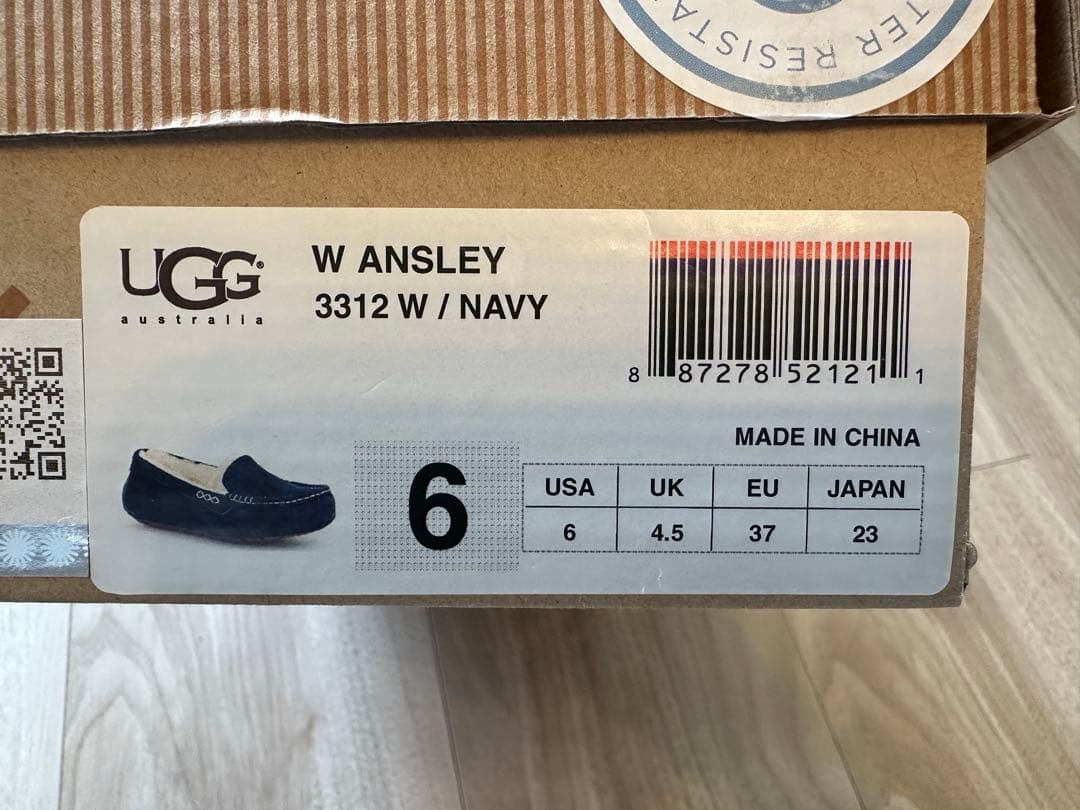 TER RESISTA
UGG®
australia
W ANSLEY
3312 W / NAVY
8 87278 52121 1
MADE IN CHINA
6
USA UK EU JAPAN
6 4.5 37 23